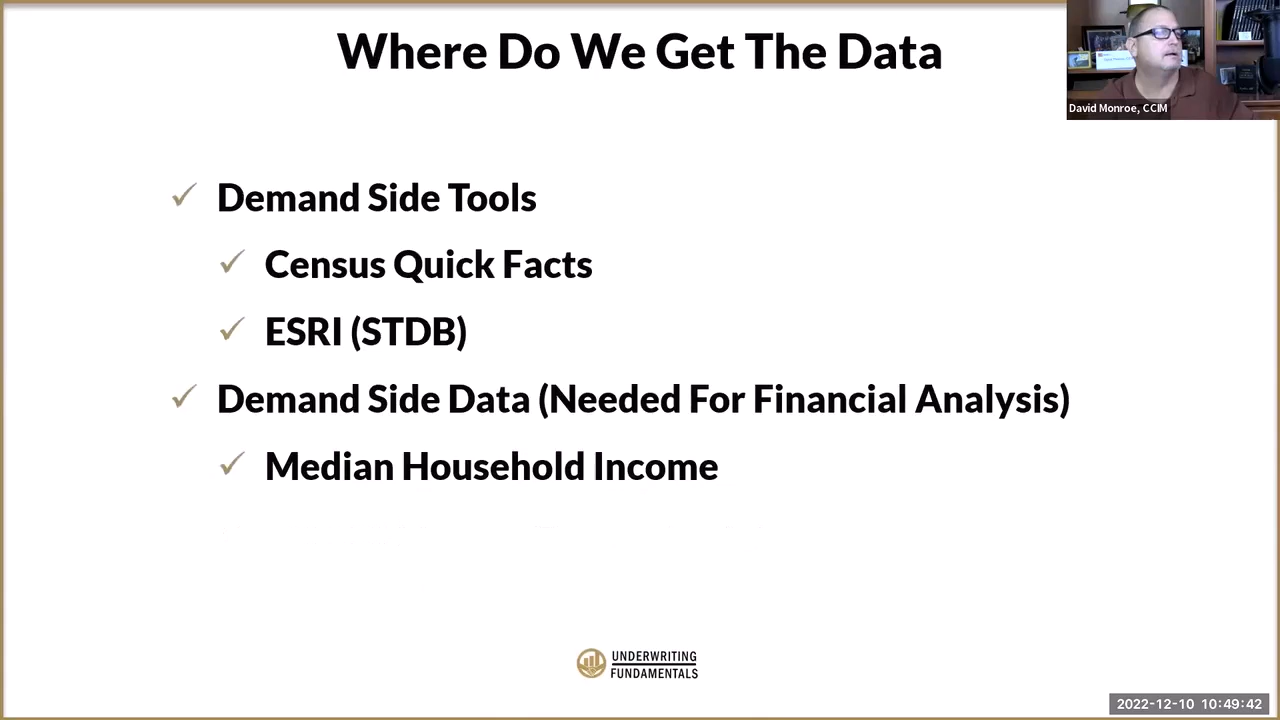 Where Do We Get The Data
David Monroe, CCIM
Demand Side Tools
Census Quick Facts
ESRI (STDB)
Demand Side Data (Needed For Financial Analysis)
Median Household Income
UNDERWRITING
FUNDAMENTALS
2022-12-10 10:49:42